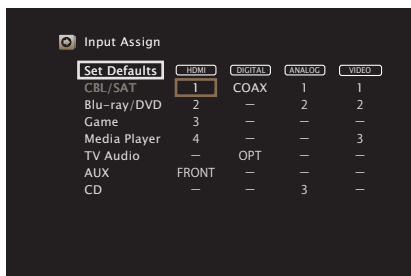 Input Assign
Set Defaults HDMI DIGITAL ANALOG VIDEO
CBL/SAT 1 COAX 1 1
Blu-ray/DVD 2 – 2 2
Game 3 – – –
Media Player 4 – – 3
TV Audio – OPT – –
AUX FRONT – – –
CD – – 3 –